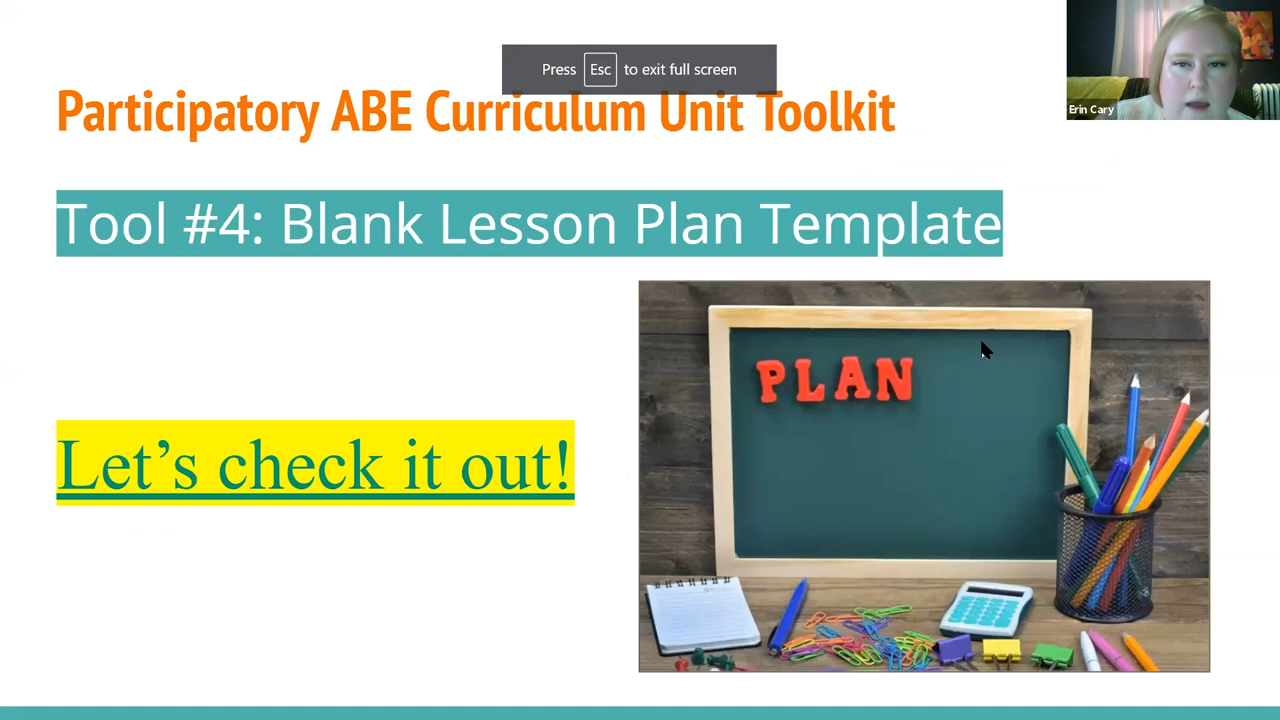 Press Esc to exit full screen
Erin Cary
Participatory ABE Curriculum Unit Toolkit
Tool #4: Blank Lesson Plan Template
PLAN
Let’s check it out!